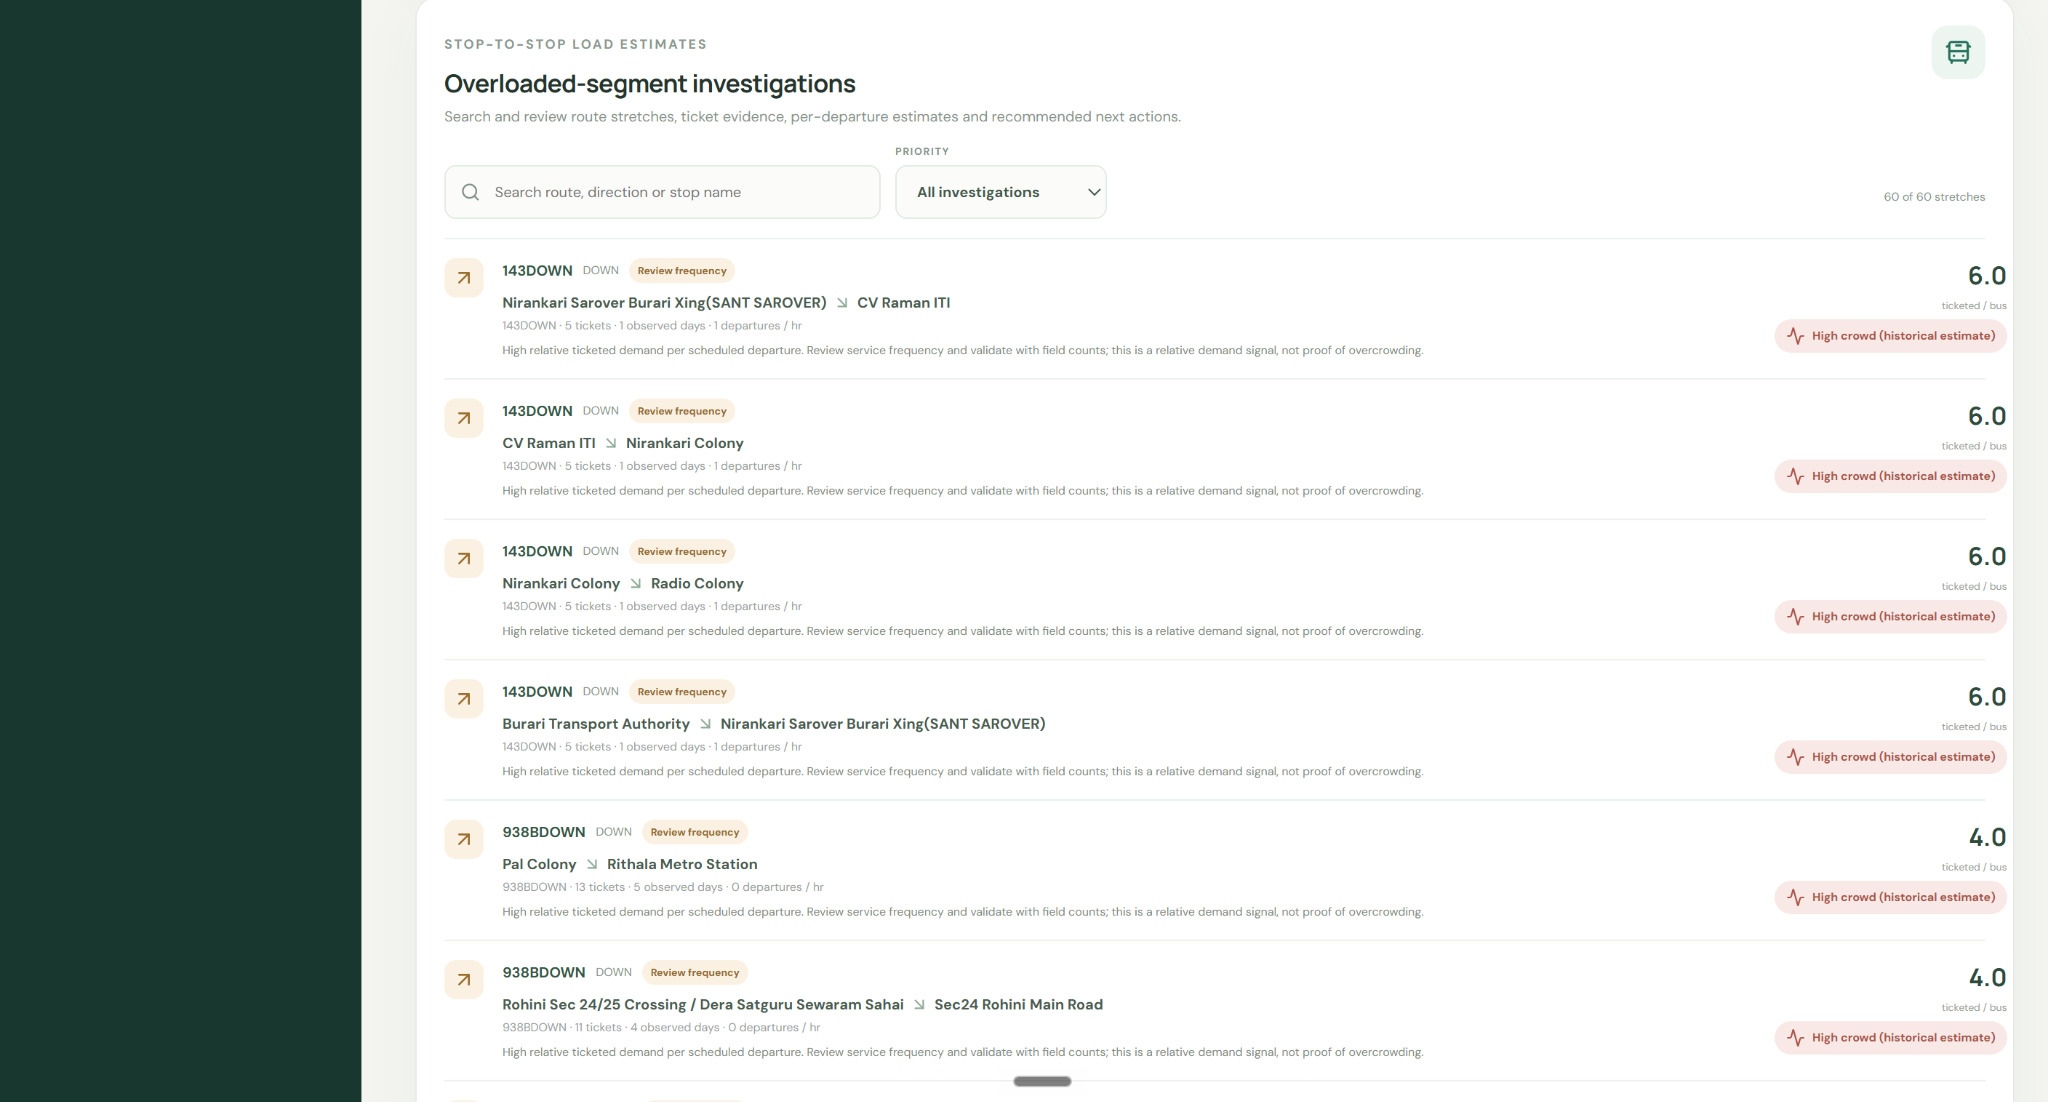 STOP-TO-STOP LOAD ESTIMATES
Overloaded-segment investigations
Search and review route stretches, ticket evidence, per-departure estimates and recommended next actions.
PRIORITY
Search route, direction or stop name
All investigations
60 of 60 stretches
143DOWN DOWN Review frequency
6.0
Nirankari Sarover Burari Xing(SANT SAROVER) ↘ CV Raman ITI
ticketed / bus
143DOWN · 5 tickets · 1 observed days · 1 departures / hr
High crowd (historical estimate)
High relative ticketed demand per scheduled departure. Review service frequency and validate with field counts; this is a relative demand signal, not proof of overcrowding.
143DOWN DOWN Review frequency
6.0
CV Raman ITI ↘ Nirankari Colony
ticketed / bus
143DOWN · 5 tickets · 1 observed days · 1 departures / hr
High crowd (historical estimate)
High relative ticketed demand per scheduled departure. Review service frequency and validate with field counts; this is a relative demand signal, not proof of overcrowding.
143DOWN DOWN Review frequency
6.0
Nirankari Colony ↘ Radio Colony
ticketed / bus
143DOWN · 5 tickets · 1 observed days · 1 departures / hr
High crowd (historical estimate)
High relative ticketed demand per scheduled departure. Review service frequency and validate with field counts; this is a relative demand signal, not proof of overcrowding.
143DOWN DOWN Review frequency
6.0
Burari Transport Authority ↘ Nirankari Sarover Burari Xing(SANT SAROVER)
ticketed / bus
143DOWN · 5 tickets · 1 observed days · 1 departures / hr
High crowd (historical estimate)
High relative ticketed demand per scheduled departure. Review service frequency and validate with field counts; this is a relative demand signal, not proof of overcrowding.
938BDOWN DOWN Review frequency
4.0
Pal Colony ↘ Rithala Metro Station
ticketed / bus
938BDOWN · 13 tickets · 5 observed days · 0 departures / hr
High crowd (historical estimate)
High relative ticketed demand per scheduled departure. Review service frequency and validate with field counts; this is a relative demand signal, not proof of overcrowding.
938BDOWN DOWN Review frequency
4.0
Rohini Sec 24/25 Crossing / Dera Satguru Sewaram Sahai ↘ Sec24 Rohini Main Road
ticketed / bus
938BDOWN · 11 tickets · 4 observed days · 0 departures / hr
High crowd (historical estimate)
High relative ticketed demand per scheduled departure. Review service frequency and validate with field counts; this is a relative demand signal, not proof of overcrowding.